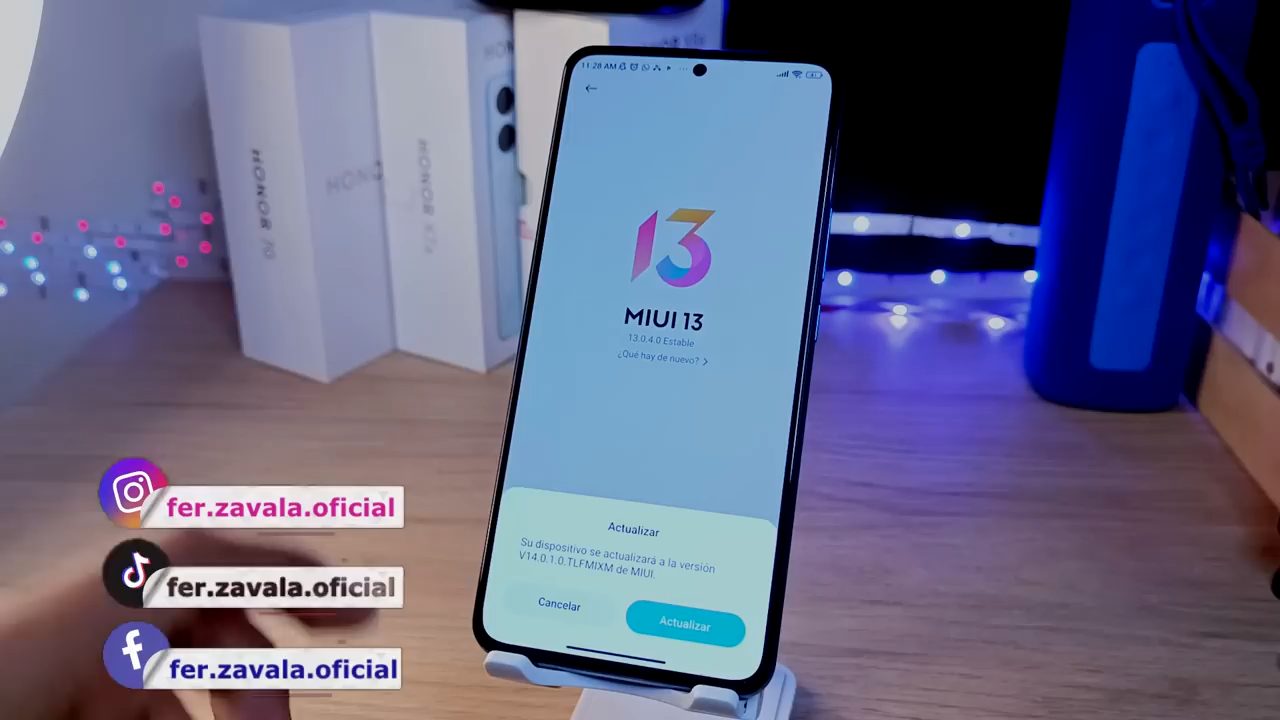 HONOR 70
HONOR
HONOR X7a
HON
11:28 AM
13
MIUI 13
13.0.4.0 Estable
¿Qué hay de nuevo? >
Actualizar
Su dispositivo se actualizará a la versión
V14.0.1.0.TLFMIXM de MIUI.
Cancelar
Actualizar
fer.zavala.oficial
fer.zavala.oficial
fer.zavala.oficial